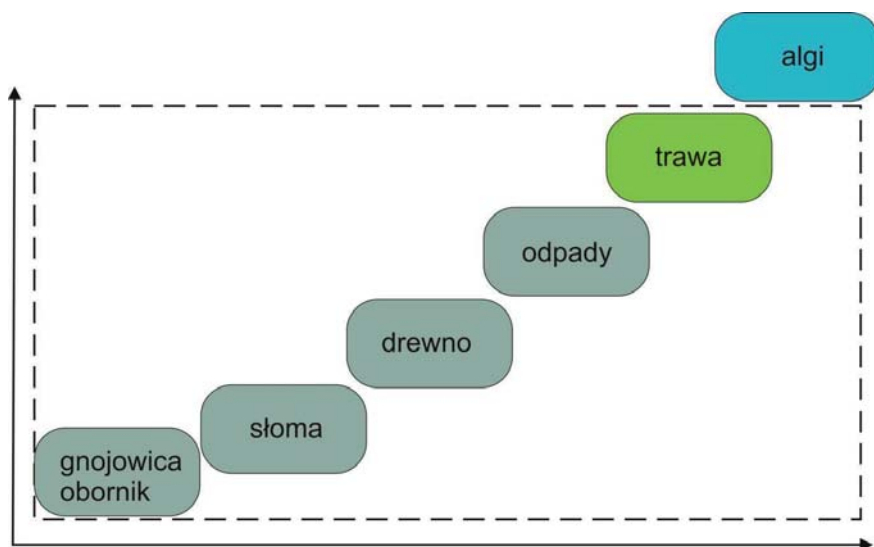 algi
trawa
odpady
drewno
słoma
gnojowica
obornik